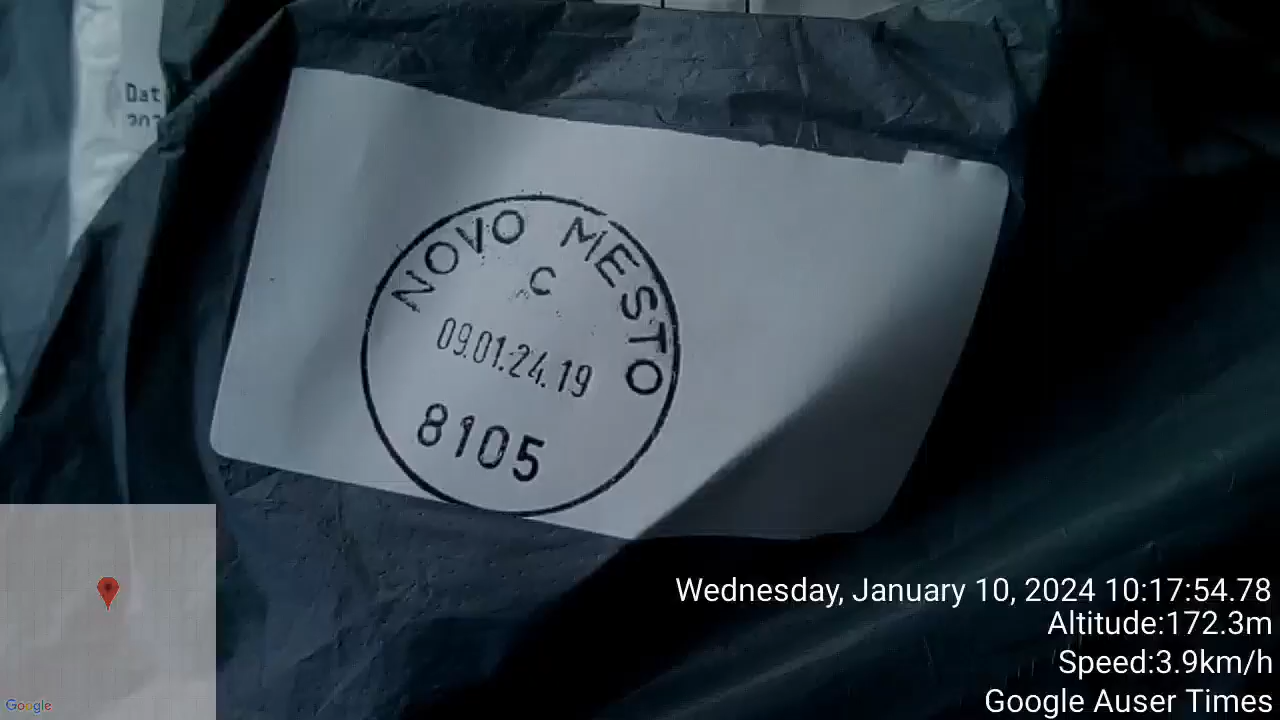 Dat
NOVO MESTO
C
09.01.24.19
8105
Wednesday, January 10, 2024 10:17:54.78
Altitude:172.3m
Speed:3.9km/h
Google Auser Times
Google